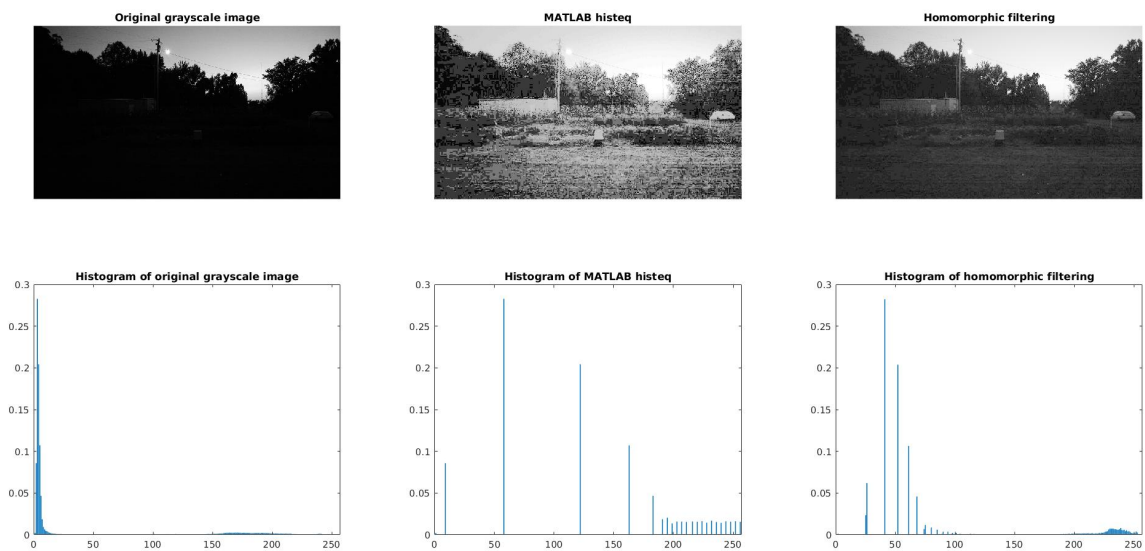 Original grayscale image
MATLAB histeq
Homomorphic filtering
Histogram of original grayscale image
0.3
0.25
0.2
0.15
0.1
0.05
0
0 50 100 150 200 250
Histogram of MATLAB histeq
0.3
0.25
0.2
0.15
0.1
0.05
0
0 50 100 150 200 250
Histogram of homomorphic filtering
0.3
0.25
0.2
0.15
0.1
0.05
0
0 50 100 150 200 250